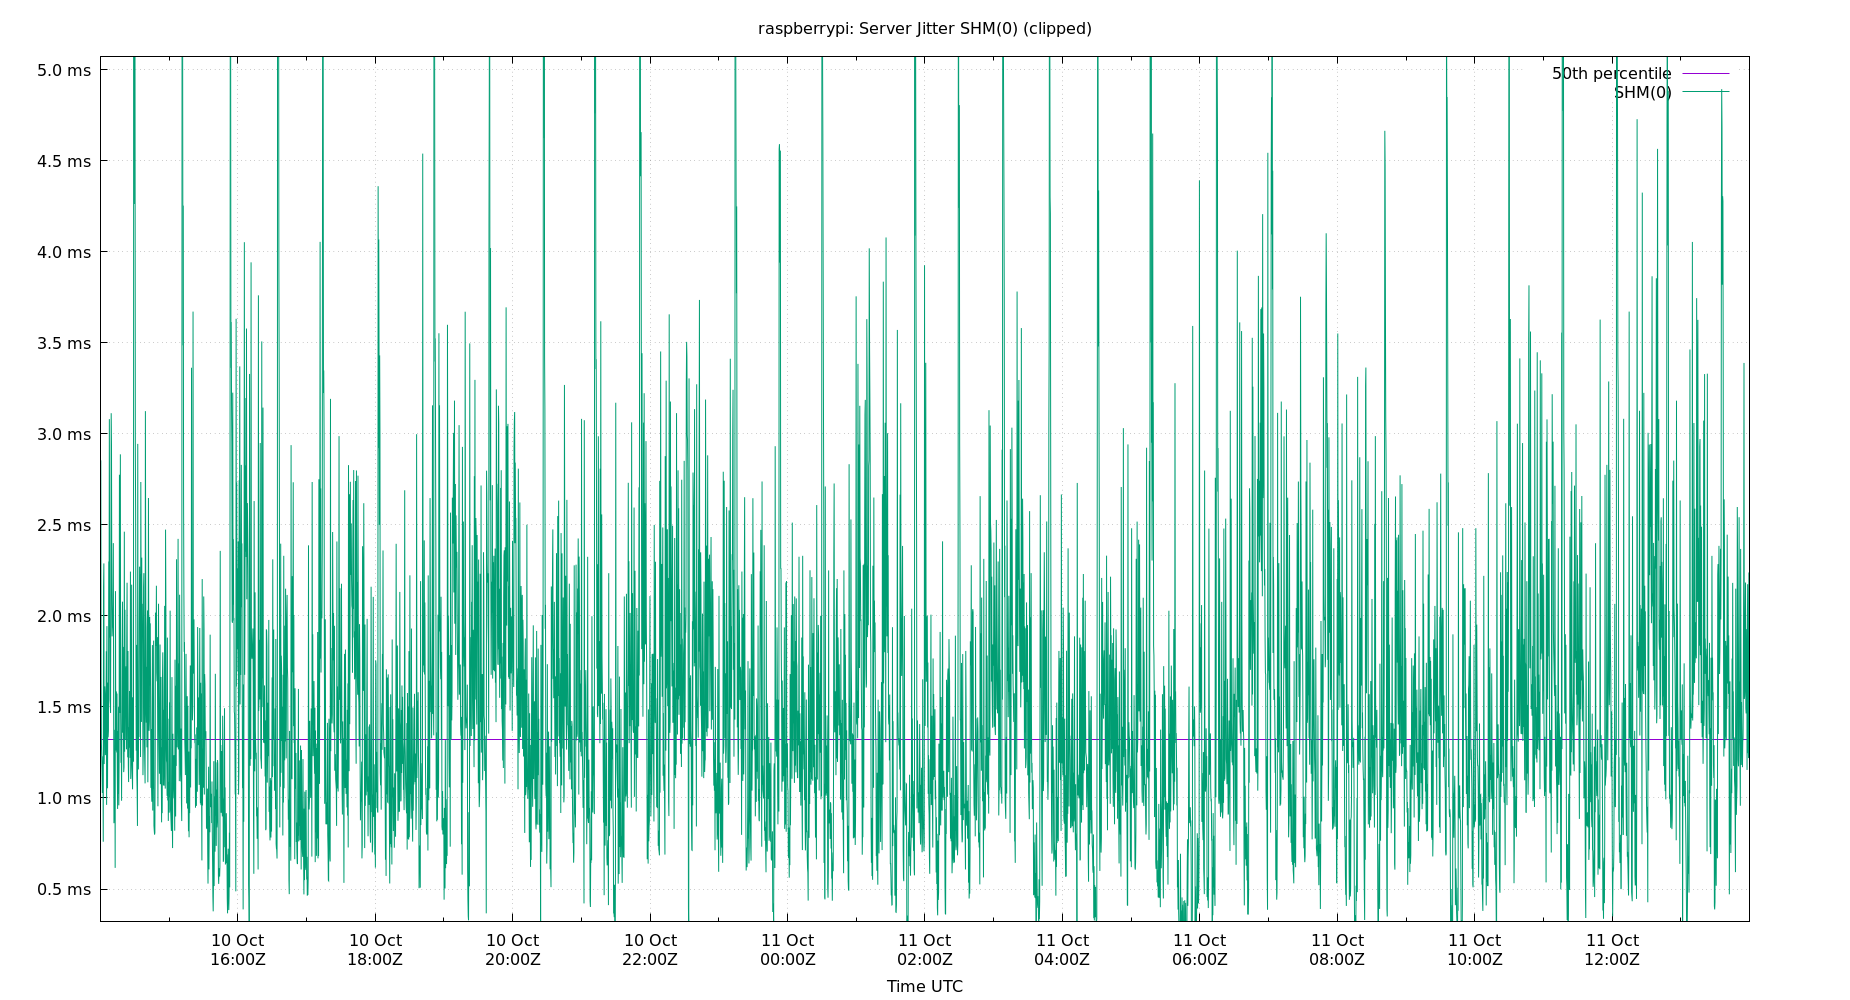 raspberrypi: Server Jitter SHM(0) (clipped)
50th percentile
SHM(0)
5.0 ms
4.5 ms
4.0 ms
3.5 ms
3.0 ms
2.5 ms
2.0 ms
1.5 ms
1.0 ms
0.5 ms
10 Oct 10 Oct 10 Oct 10 Oct 11 Oct 11 Oct 11 Oct 11 Oct 11 Oct 11 Oct 11 Oct
16:00Z 18:00Z 20:00Z 22:00Z 00:00Z 02:00Z 04:00Z 06:00Z 08:00Z 10:00Z 12:00Z
Time UTC